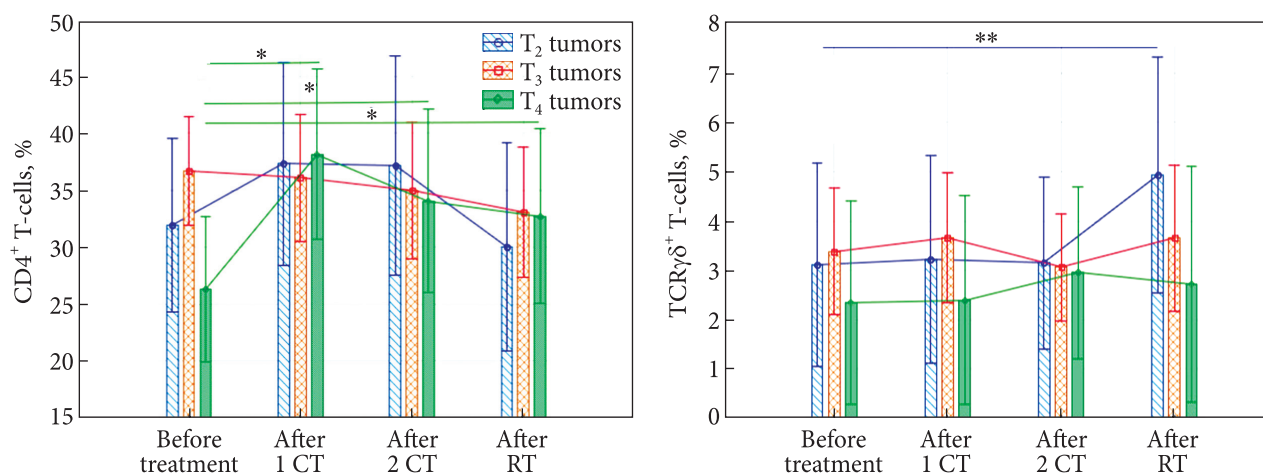 CD4⁺ T-cells, %
50
45
40
35
30
25
20
15
*
*
*
T₂ tumors
T₃ tumors
T₄ tumors
Before treatment
After 1 CT
After 2 CT
After RT
TCRγδ⁺ T-cells, %
8
7
6
5
4
3
2
1
0
**
Before treatment
After 1 CT
After 2 CT
After RT